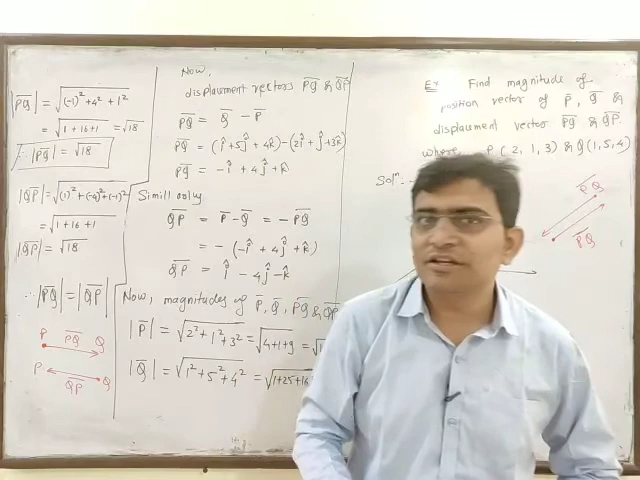 Ex Find magnitude of
position vector of P̄, Q̄ &
displacement vector P̄Q̄ & Q̄P̄
where P(2, 1, 3) & Q(1, 5, 4)
Solⁿ.
P̄Q̄
P̄Q̄
Now,
displasment vectors P̄Q̄ & Q̄P̄
P̄Q̄ = Q̄ - P̄
P̄Q̄ = (î + 5ĵ + 4k̂) - (2î + ĵ + 3k̂)
P̄Q̄ = -î + 4ĵ + k̂
Simillarly
Q̄P̄ = P̄ - Q̄ = - P̄Q̄
= - (-î + 4ĵ + k̂)
Q̄P̄ = î - 4ĵ - k̂
Now, magnitudes of P̄, Q̄, P̄Q̄ & Q̄P̄
|P̄| = √(2² + 1² + 3²) = √(4+1+9) = √
|Q̄| = √(1² + 5² + 4²) = √(1+25+16)
|P̄Q̄| = √((-1)² + 4² + 1²)
= √(1+16+1) = √18
∴ |P̄Q̄| = √18
|Q̄P̄| = √((1)² + (-4)² + (-1)²)
= √(1+16+1)
|Q̄P̄| = √18
∴ |P̄Q̄| = |Q̄P̄|
P P̄Q̄ Q
P Q̄P̄ Q